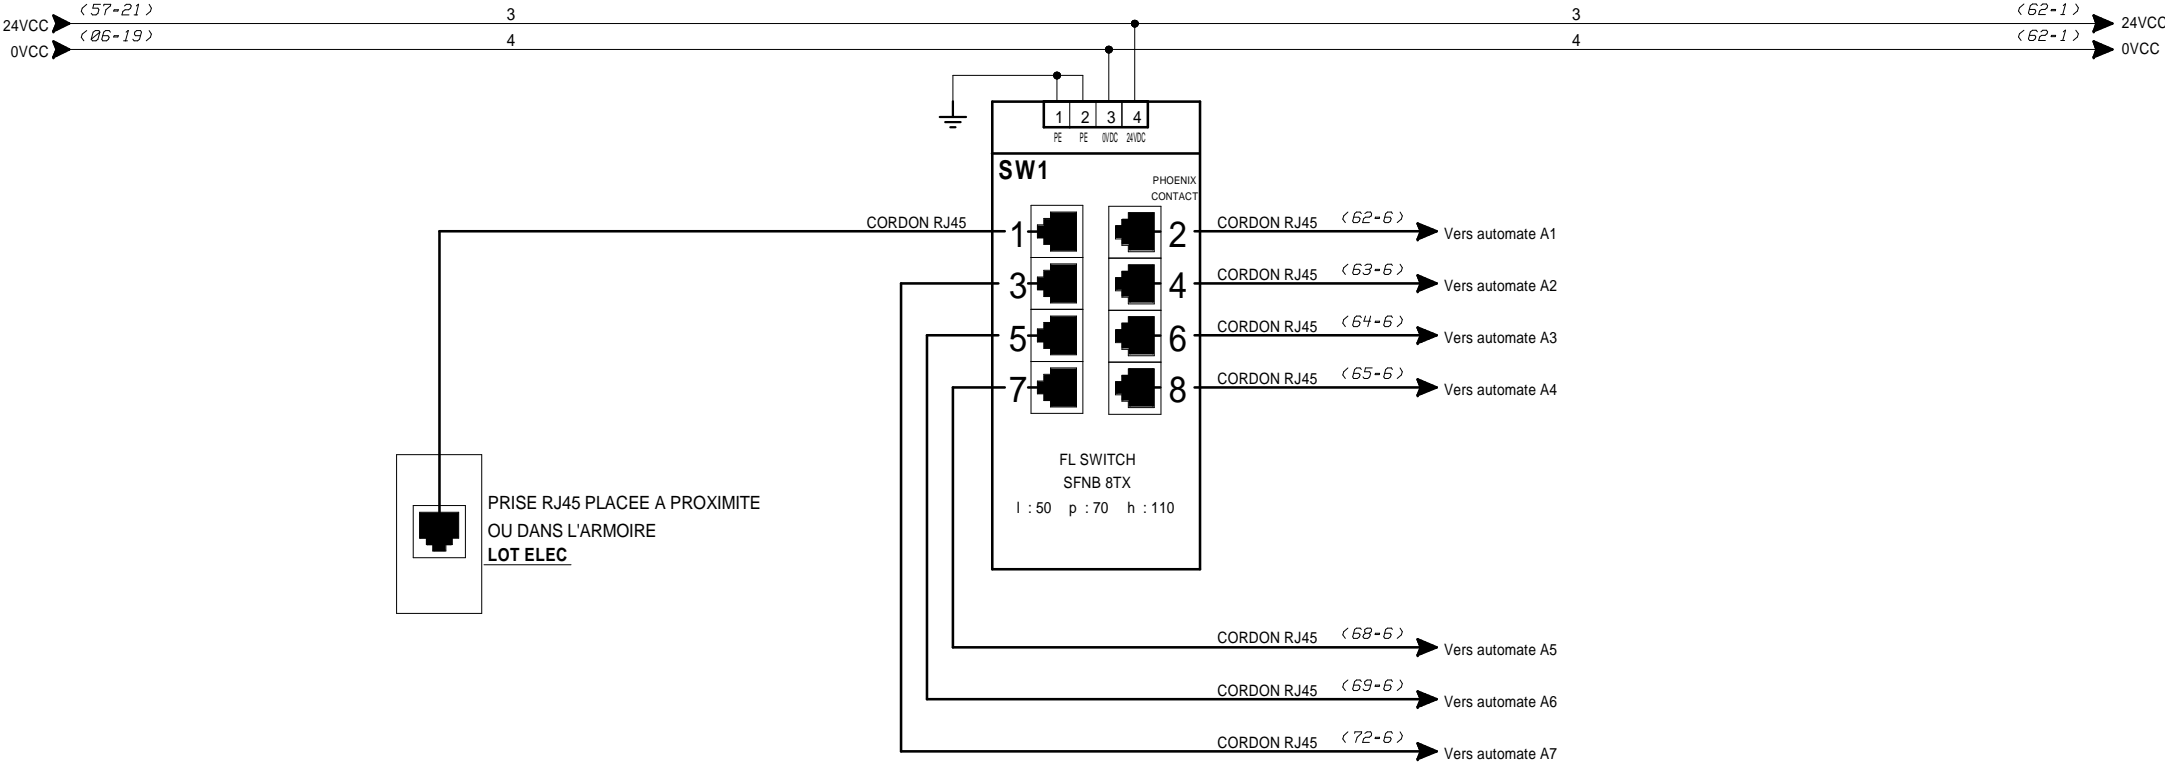 (57-21) 3 3 (62-1)
24VCC 24VCC
(06-19) 4 4 (62-1)
0VCC 0VCC
1 2 3 4
PE PE 0VDC 24VDC
SW1
PHOENIX
CONTACT
CORDON RJ45 1 2 CORDON RJ45 (62-6) Vers automate A1
3 4 CORDON RJ45 (63-6) Vers automate A2
5 6 CORDON RJ45 (64-6) Vers automate A3
7 8 CORDON RJ45 (65-6) Vers automate A4
FL SWITCH
SFNB 8TX
l : 50 p : 70 h : 110
PRISE RJ45 PLACEE A PROXIMITE
OU DANS L'ARMOIRE
LOT ELEC
CORDON RJ45 (68-6) Vers automate A5
CORDON RJ45 (69-6) Vers automate A6
CORDON RJ45 (72-6) Vers automate A7